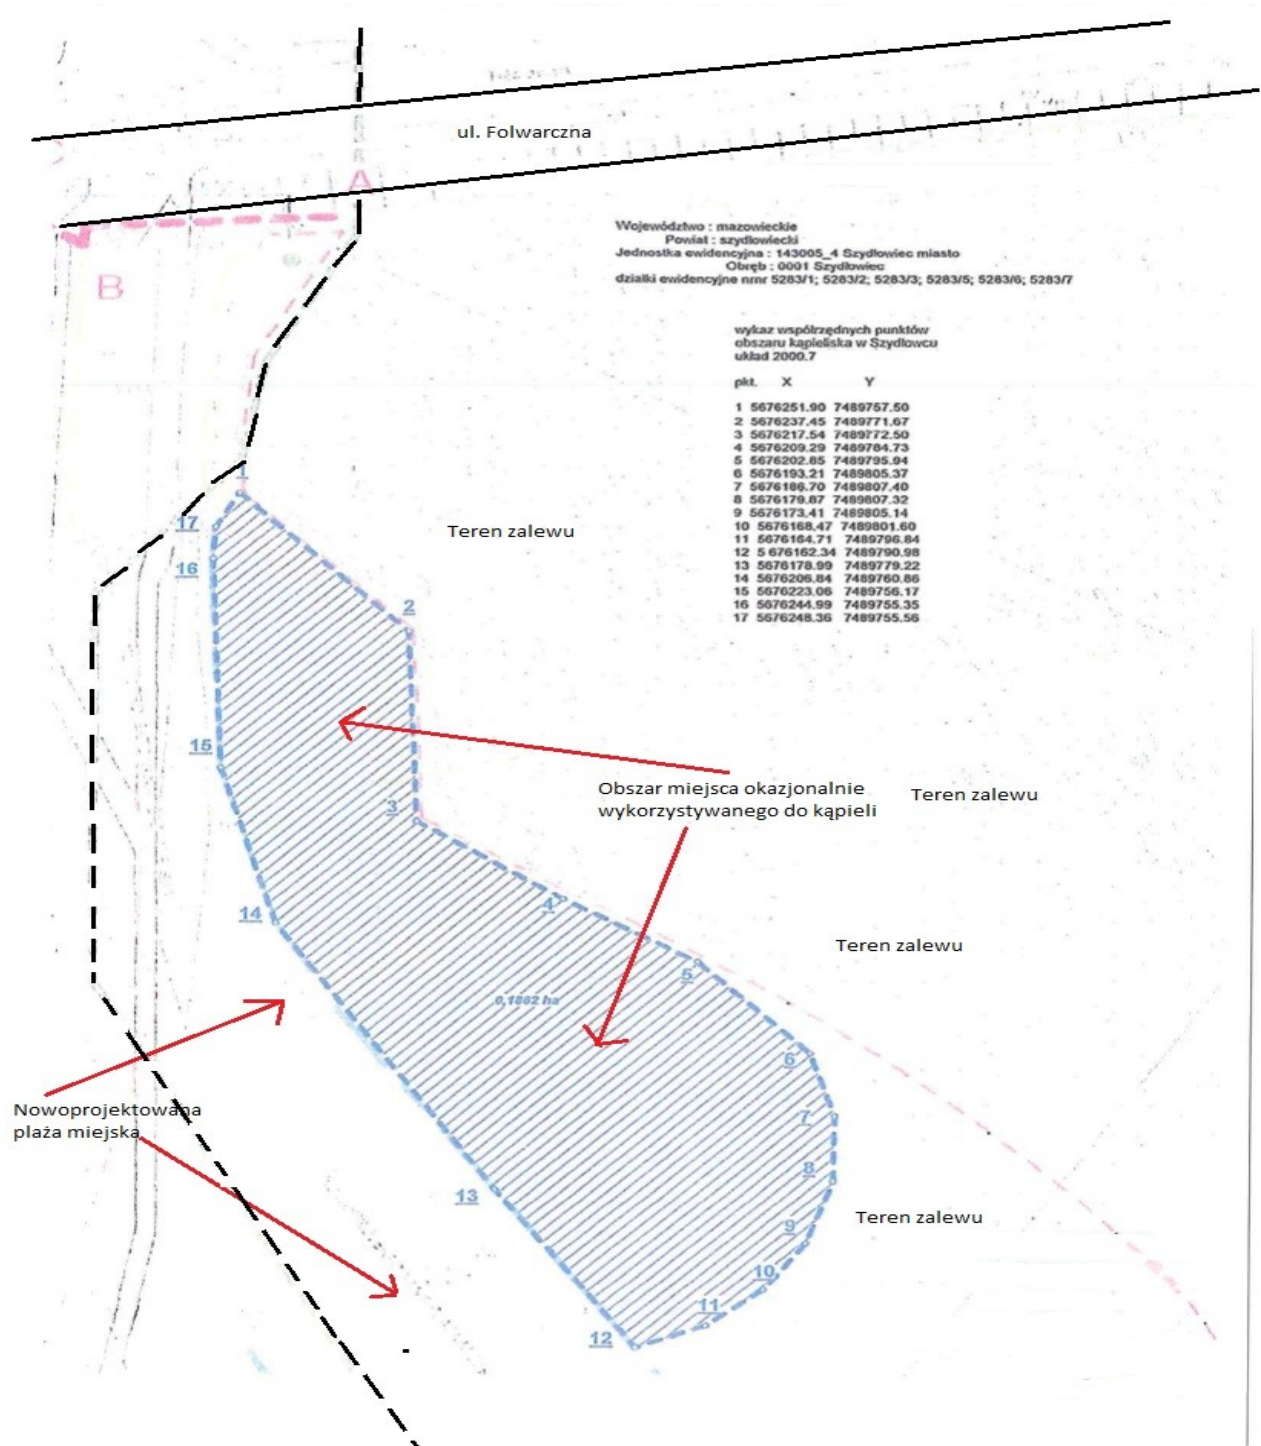 ul. Folwarczna
A
B
Województwo : mazowieckie
Powiat : szydłowiecki
Jednostka ewidencyjna : 143005_4 Szydłowiec miasto
Obręb : 0001 Szydłowiec
działki ewidencyjne nrnr 5283/1; 5283/2; 5283/3; 5283/5; 5283/6; 5283/7
wykaz współrzędnych punktów
obszaru kąpieliska w Szydłowcu
układ 2000.7
pkt. X Y
1 5676251.90 7489757.50
2 5676237.45 7489771.67
3 5676217.54 7489772.50
4 5676209.29 7489784.73
5 5676202.85 7489795.94
6 5676193.21 7489805.37
7 5676186.70 7489807.40
8 5676179.87 7489807.32
9 5676173.41 7489805.14
10 5676168.47 7489801.60
11 5676164.71 7489796.84
12 5 676162.34 7489790.98
13 5676178.99 7489779.22
14 5676206.84 7489760.86
15 5676223.06 7489756.17
16 5676244.99 7489755.35
17 5676248.36 7489755.56
1
17
Teren zalewu
16
2
15
Obszar miejsca okazjonalnie
wykorzystywanego do kąpieli
Teren zalewu
3
4
14
Teren zalewu
5
0,1862 ha
6
Nowoprojektowana
plaża miejska
7
8
13
Teren zalewu
9
10
11
12